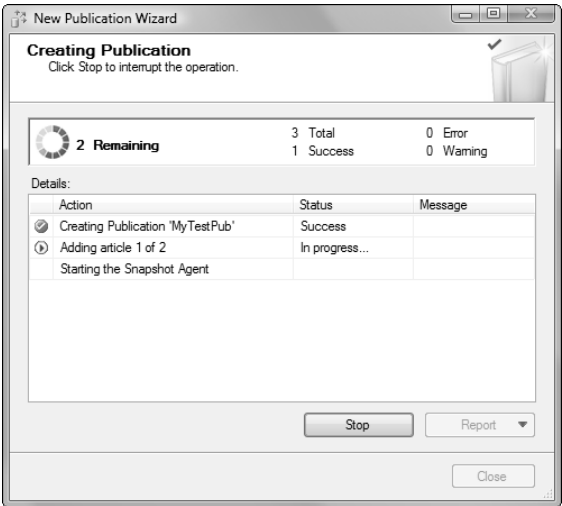 New Publication Wizard
Creating Publication
Click Stop to interrupt the operation.
2 Remaining
3 Total
0 Error
1 Success
0 Warning
Details:
Action Status Message
Creating Publication 'MyTestPub' Success
Adding article 1 of 2 In progress...
Starting the Snapshot Agent
Stop
Report
Close